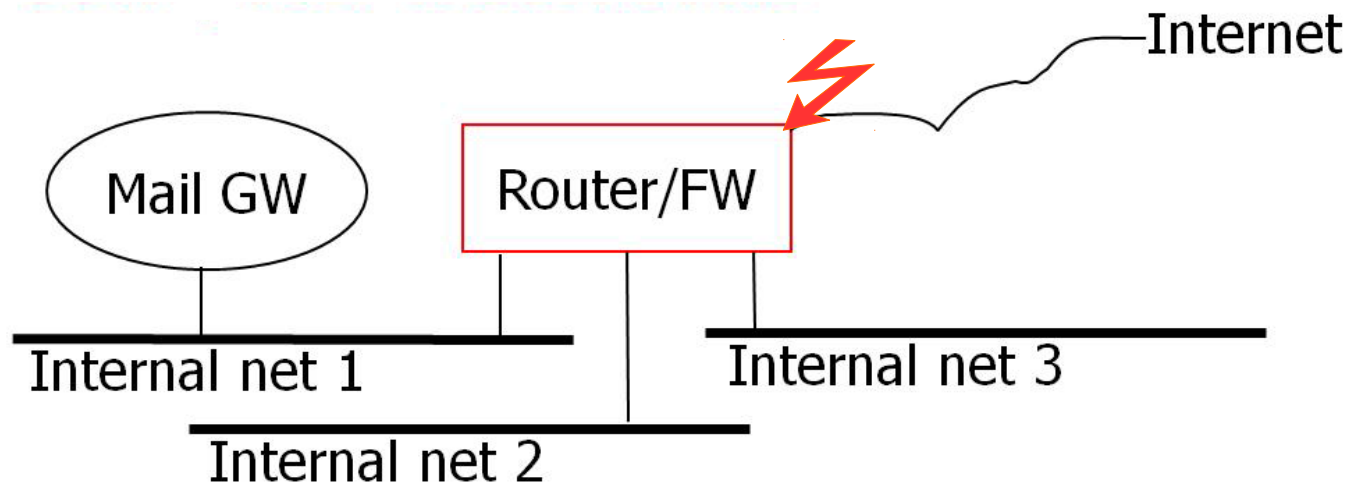 Internet
Mail GW
Router/FW
Internal net 1
Internal net 3
Internal net 2